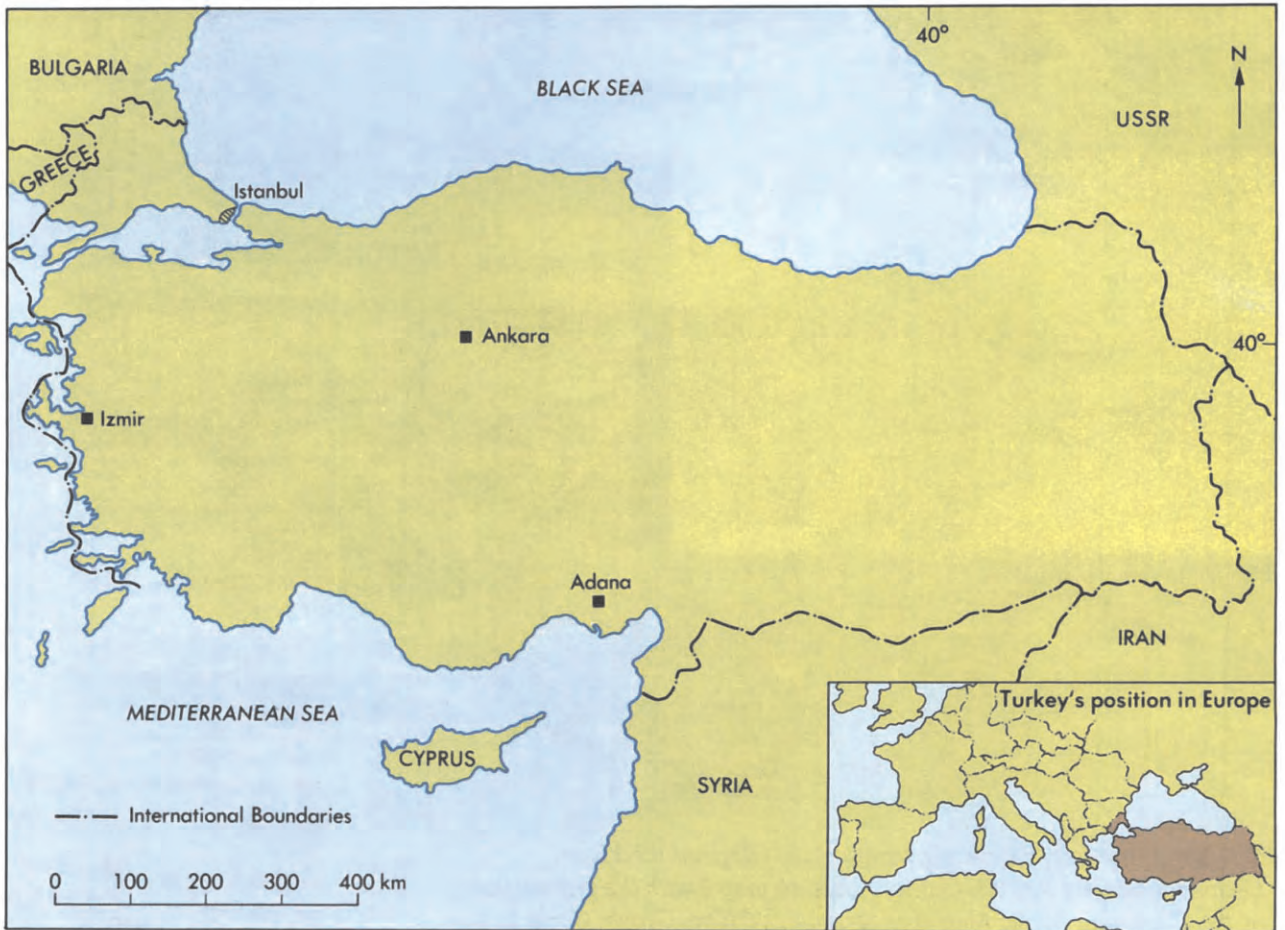 40°
N
BULGARIA
BLACK SEA
USSR
GREECE
Istanbul
Ankara
40°
Izmir
Adana
IRAN
Turkey's position in Europe
MEDITERRANEAN SEA
CYPRUS
SYRIA
International Boundaries
0 100 200 300 400 km